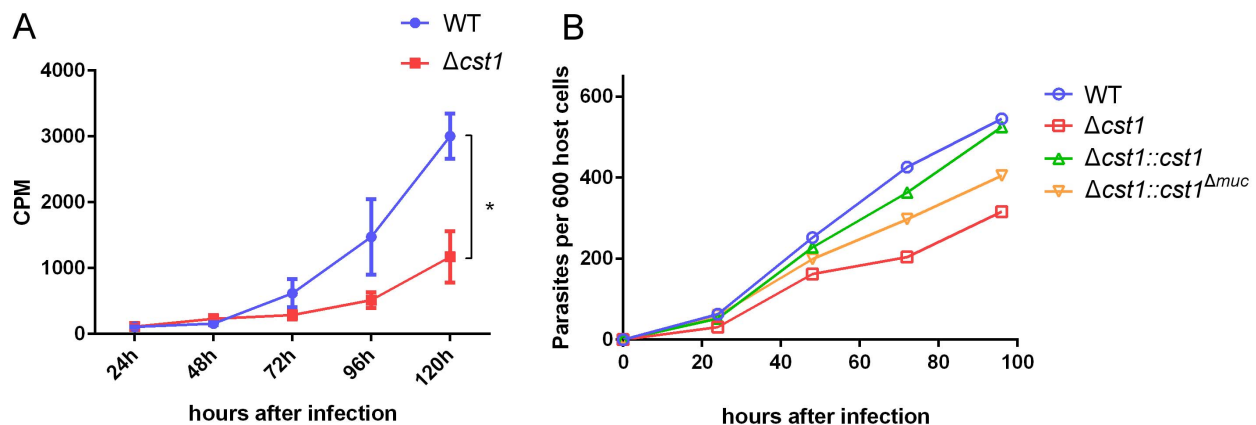 A
WT
Δcst1
4000
3000
2000
1000
0
CPM
*
24h
48h
72h
96h
120h
hours after infection
B
600
400
200
0
Parasites per 600 host cells
0 20 40 60 80 100
hours after infection
WT
Δcst1
Δcst1::cst1
Δcst1::cst1^Δmuc